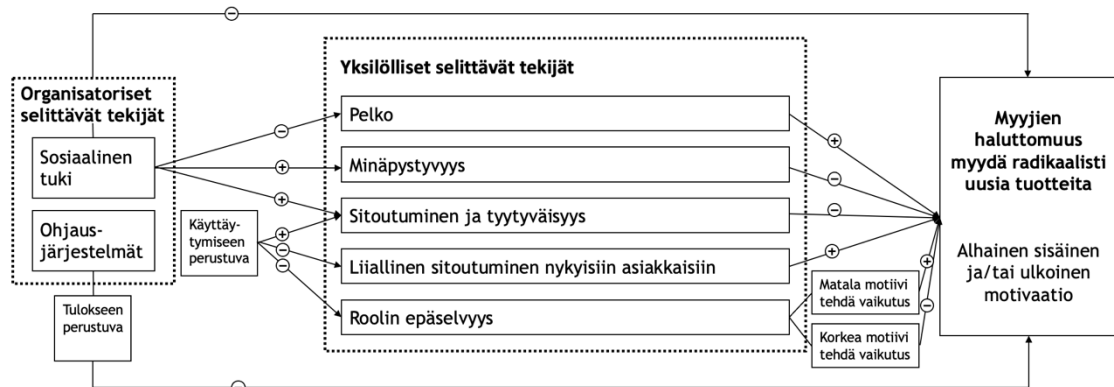 Organisatoriset
selittävät tekijät
Sosiaalinen
tuki
Ohjaus-
järjestelmät
Tulokseen
perustuva
Käyttäy-
tymiseen
perustuva
Yksilölliset selittävät tekijät
Pelko
Minäpystyvyys
Sitoutuminen ja tyytyväisyys
Liiallinen sitoutuminen nykyisiin asiakkaisiin
Roolin epäselvyys
Matala motiivi
tehdä vaikutus
Korkea motiivi
tehdä vaikutus
Myyjien
haluttomuus
myydä radikaalisti
uusia tuotteita
Alhainen sisäinen
ja/tai ulkoinen
motivaatio